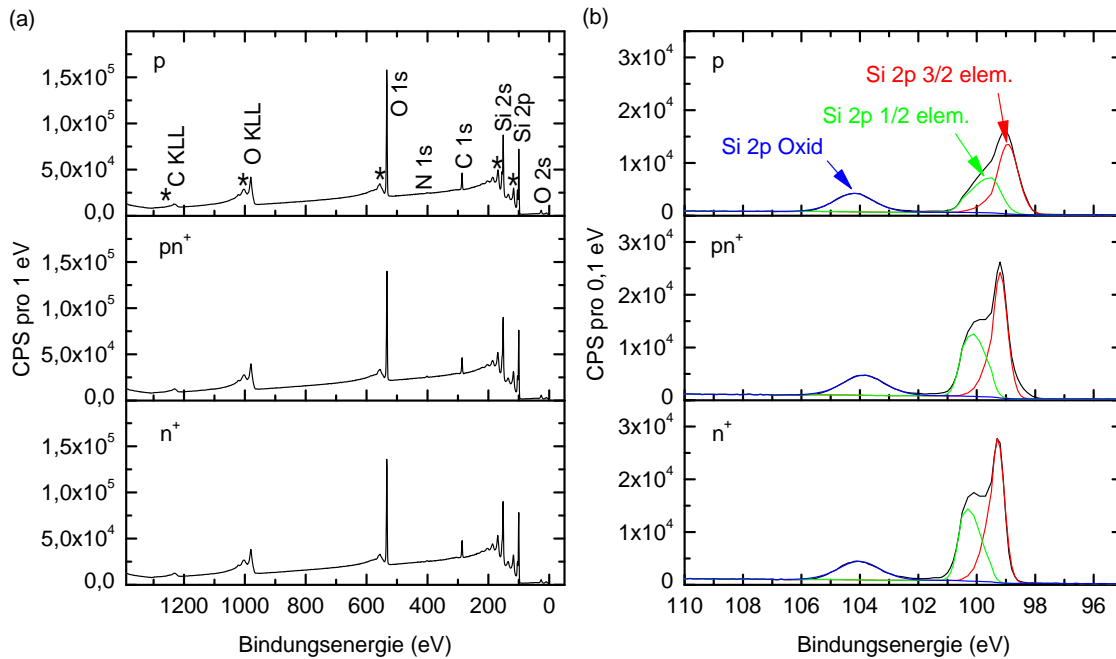 (a)
p
1,5x10⁵
1,0x10⁵
5,0x10⁴
0,0
* C KLL
* O KLL
*
O 1s
N 1s
C 1s
*
Si 2s
*
Si 2p
O 2s
pn⁺
1,5x10⁵
1,0x10⁵
5,0x10⁴
0,0
n⁺
1,5x10⁵
1,0x10⁵
5,0x10⁴
0,0
CPS pro 1 eV
1200 1000 800 600 400 200 0
Bindungsenergie (eV)
(b)
p
3x10⁴
2x10⁴
1x10⁴
0
Si 2p 3/2 elem.
Si 2p 1/2 elem.
Si 2p Oxid
pn⁺
3x10⁴
2x10⁴
1x10⁴
0
n⁺
3x10⁴
2x10⁴
1x10⁴
0
CPS pro 0,1 eV
110 108 106 104 102 100 98 96
Bindungsenergie (eV)